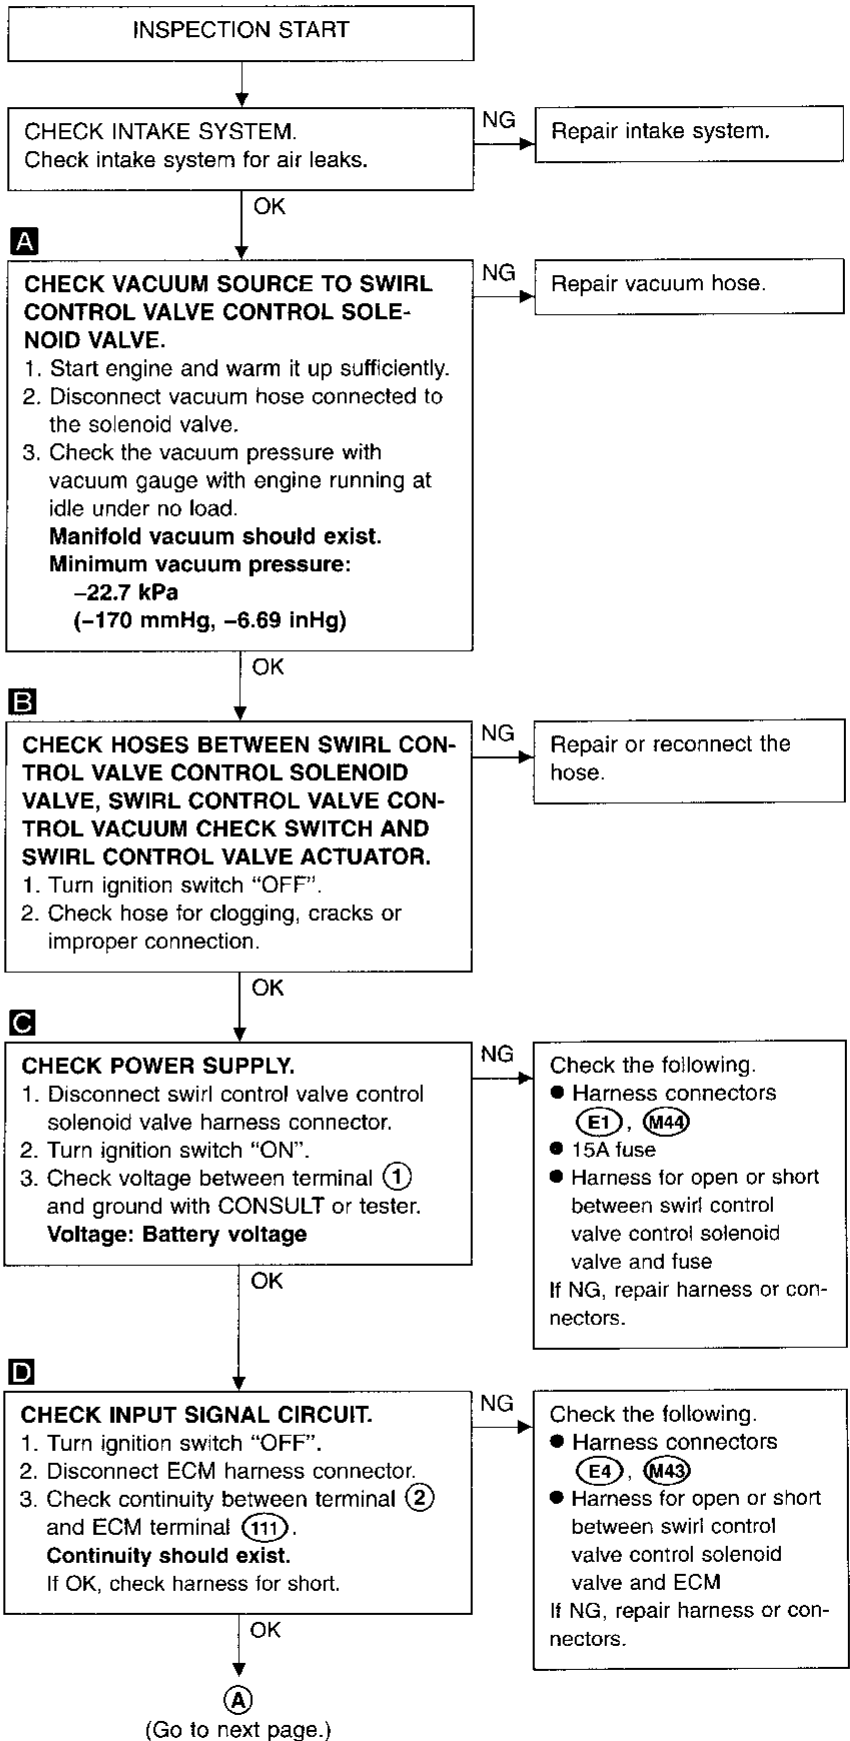 INSPECTION START
CHECK INTAKE SYSTEM.
Check intake system for air leaks.
NG
Repair intake system.
OK
A
CHECK VACUUM SOURCE TO SWIRL
CONTROL VALVE CONTROL SOLE-
NOID VALVE.
1. Start engine and warm it up sufficiently.
2. Disconnect vacuum hose connected to
the solenoid valve.
3. Check the vacuum pressure with
vacuum gauge with engine running at
idle under no load.
Manifold vacuum should exist.
Minimum vacuum pressure:
–22.7 kPa
(–170 mmHg, –6.69 inHg)
NG
Repair vacuum hose.
OK
B
CHECK HOSES BETWEEN SWIRL CON-
TROL VALVE CONTROL SOLENOID
VALVE, SWIRL CONTROL VALVE CON-
TROL VACUUM CHECK SWITCH AND
SWIRL CONTROL VALVE ACTUATOR.
1. Turn ignition switch “OFF”.
2. Check hose for clogging, cracks or
improper connection.
NG
Repair or reconnect the
hose.
OK
C
CHECK POWER SUPPLY.
1. Disconnect swirl control valve control
solenoid valve harness connector.
2. Turn ignition switch “ON”.
3. Check voltage between terminal 1
and ground with CONSULT or tester.
Voltage: Battery voltage
NG
Check the following.
● Harness connectors
E1, M44
● 15A fuse
● Harness for open or short
between swirl control
valve control solenoid
valve and fuse
If NG, repair harness or con-
nectors.
OK
D
CHECK INPUT SIGNAL CIRCUIT.
1. Turn ignition switch “OFF”.
2. Disconnect ECM harness connector.
3. Check continuity between terminal 2
and ECM terminal 111.
Continuity should exist.
If OK, check harness for short.
NG
Check the following.
● Harness connectors
E4, M43
● Harness for open or short
between swirl control
valve control solenoid
valve and ECM
If NG, repair harness or con-
nectors.
OK
A
(Go to next page.)